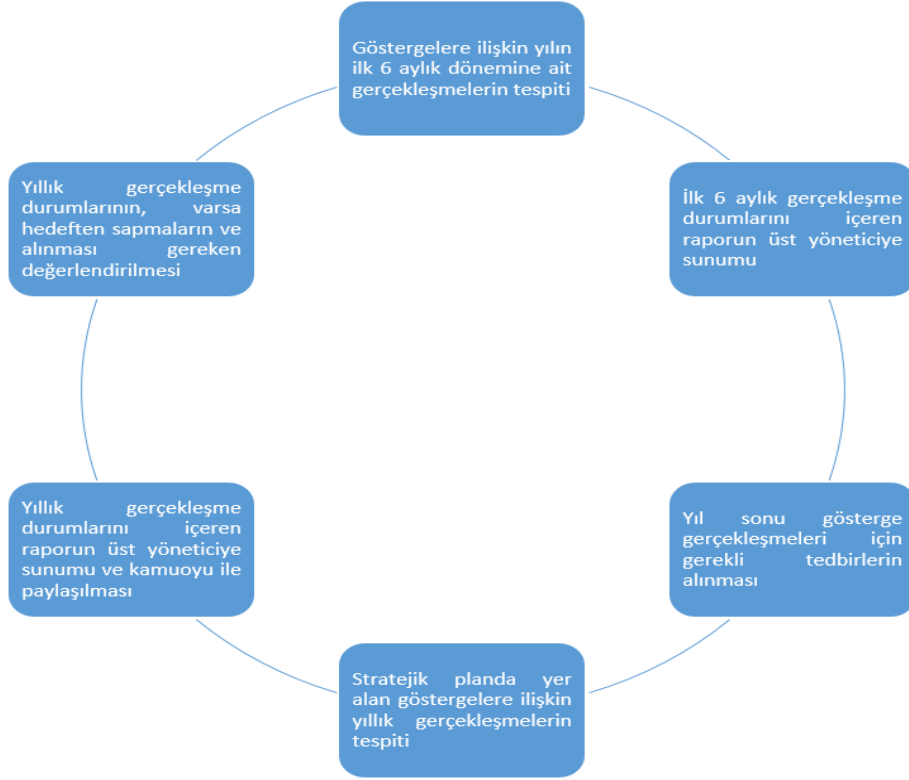 Göstergelere ilişkin yılın
ilk 6 aylık dönemine ait
gerçekleşmelerin tespiti
İlk 6 aylık gerçekleşme
durumlarını içeren
raporun üst yöneticiye
sunumu
Yıl sonu gösterge
gerçekleşmeleri için
gerekli tedbirlerin
alınması
Stratejik planda yer
alan göstergelere ilişkin
yıllık gerçekleşmelerin
tespiti
Yıllık gerçekleşme
durumlarını içeren
raporun üst yöneticiye
sunumu ve kamuoyu ile
paylaşılması
Yıllık gerçekleşme
durumlarının, varsa
hedeften sapmaların ve
alınması gereken
değerlendirilmesi